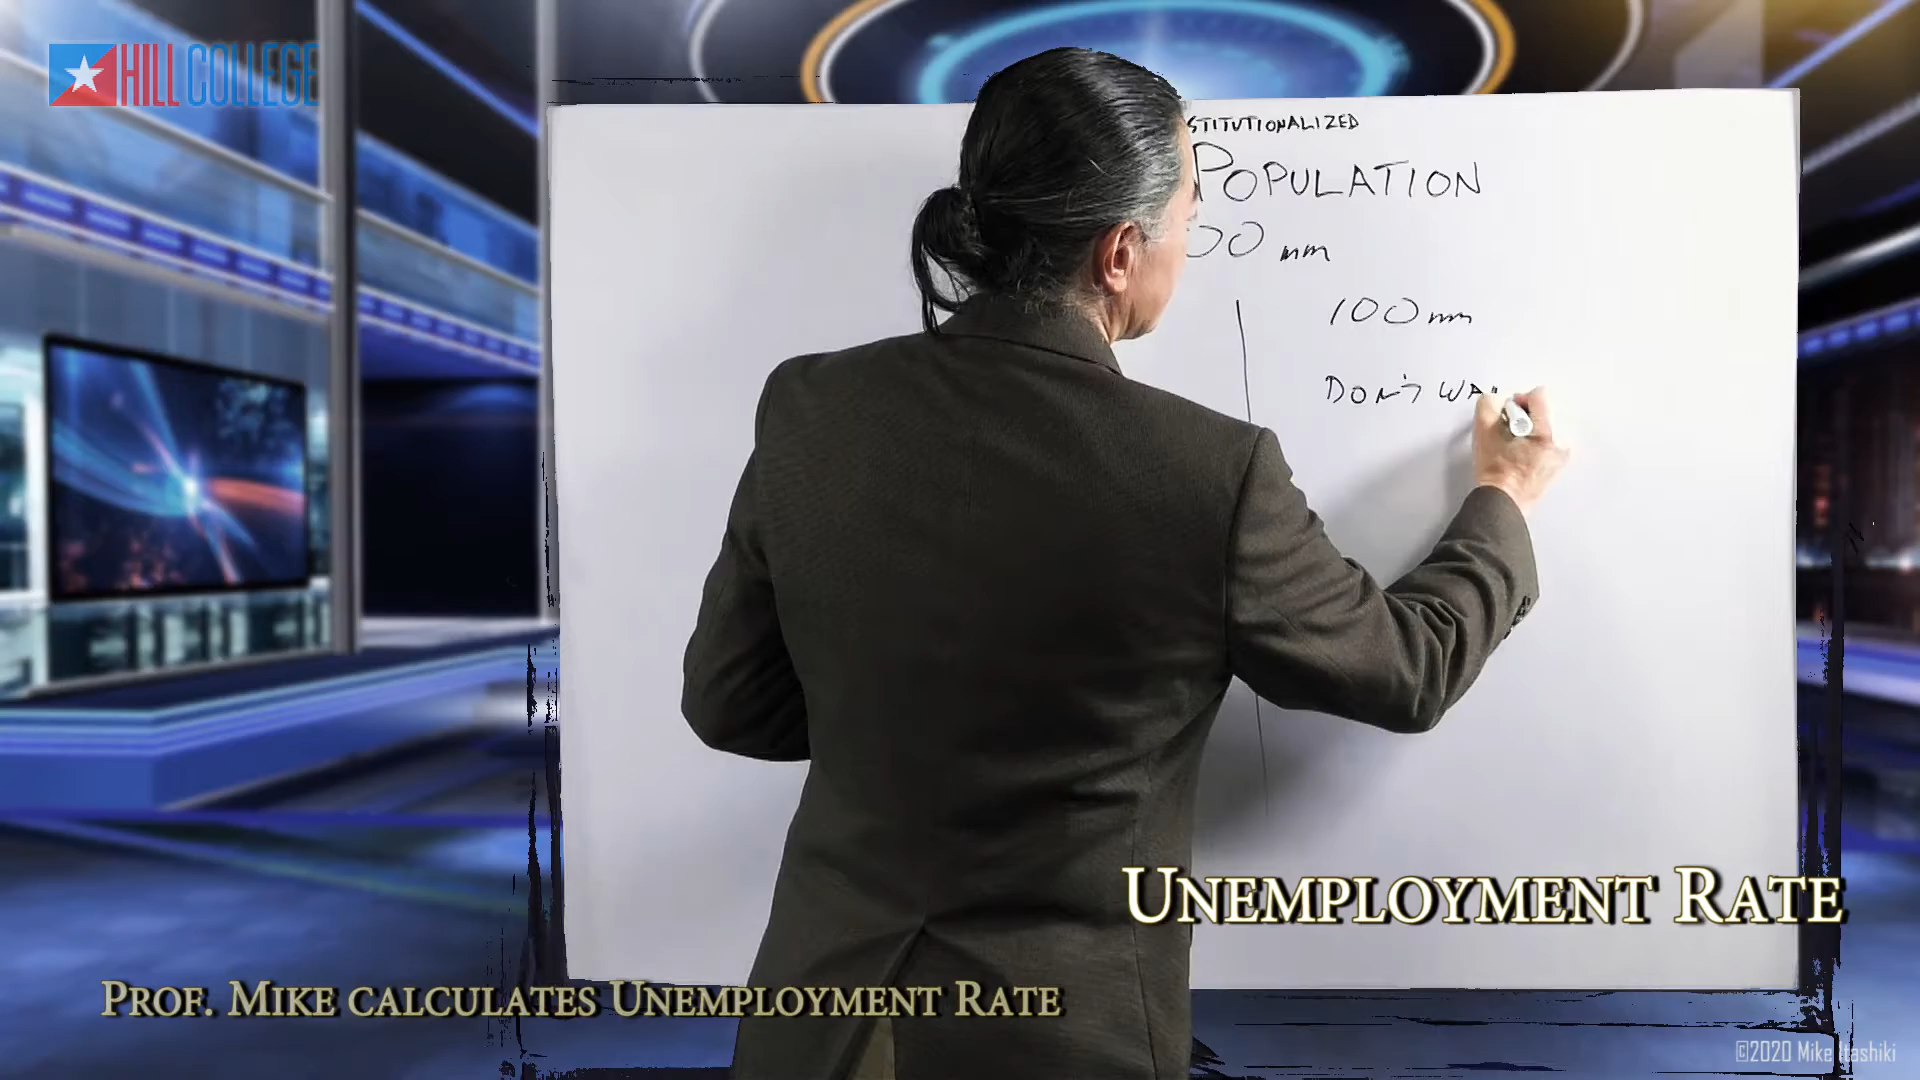 HILL COLLEGE
STITUTIONALIZED
POPULATION
00 mm
100 mm
DON'T WA
UNEMPLOYMENT RATE
PROF. MIKE CALCULATES UNEMPLOYMENT RATE
©2020 Mike Itashiki